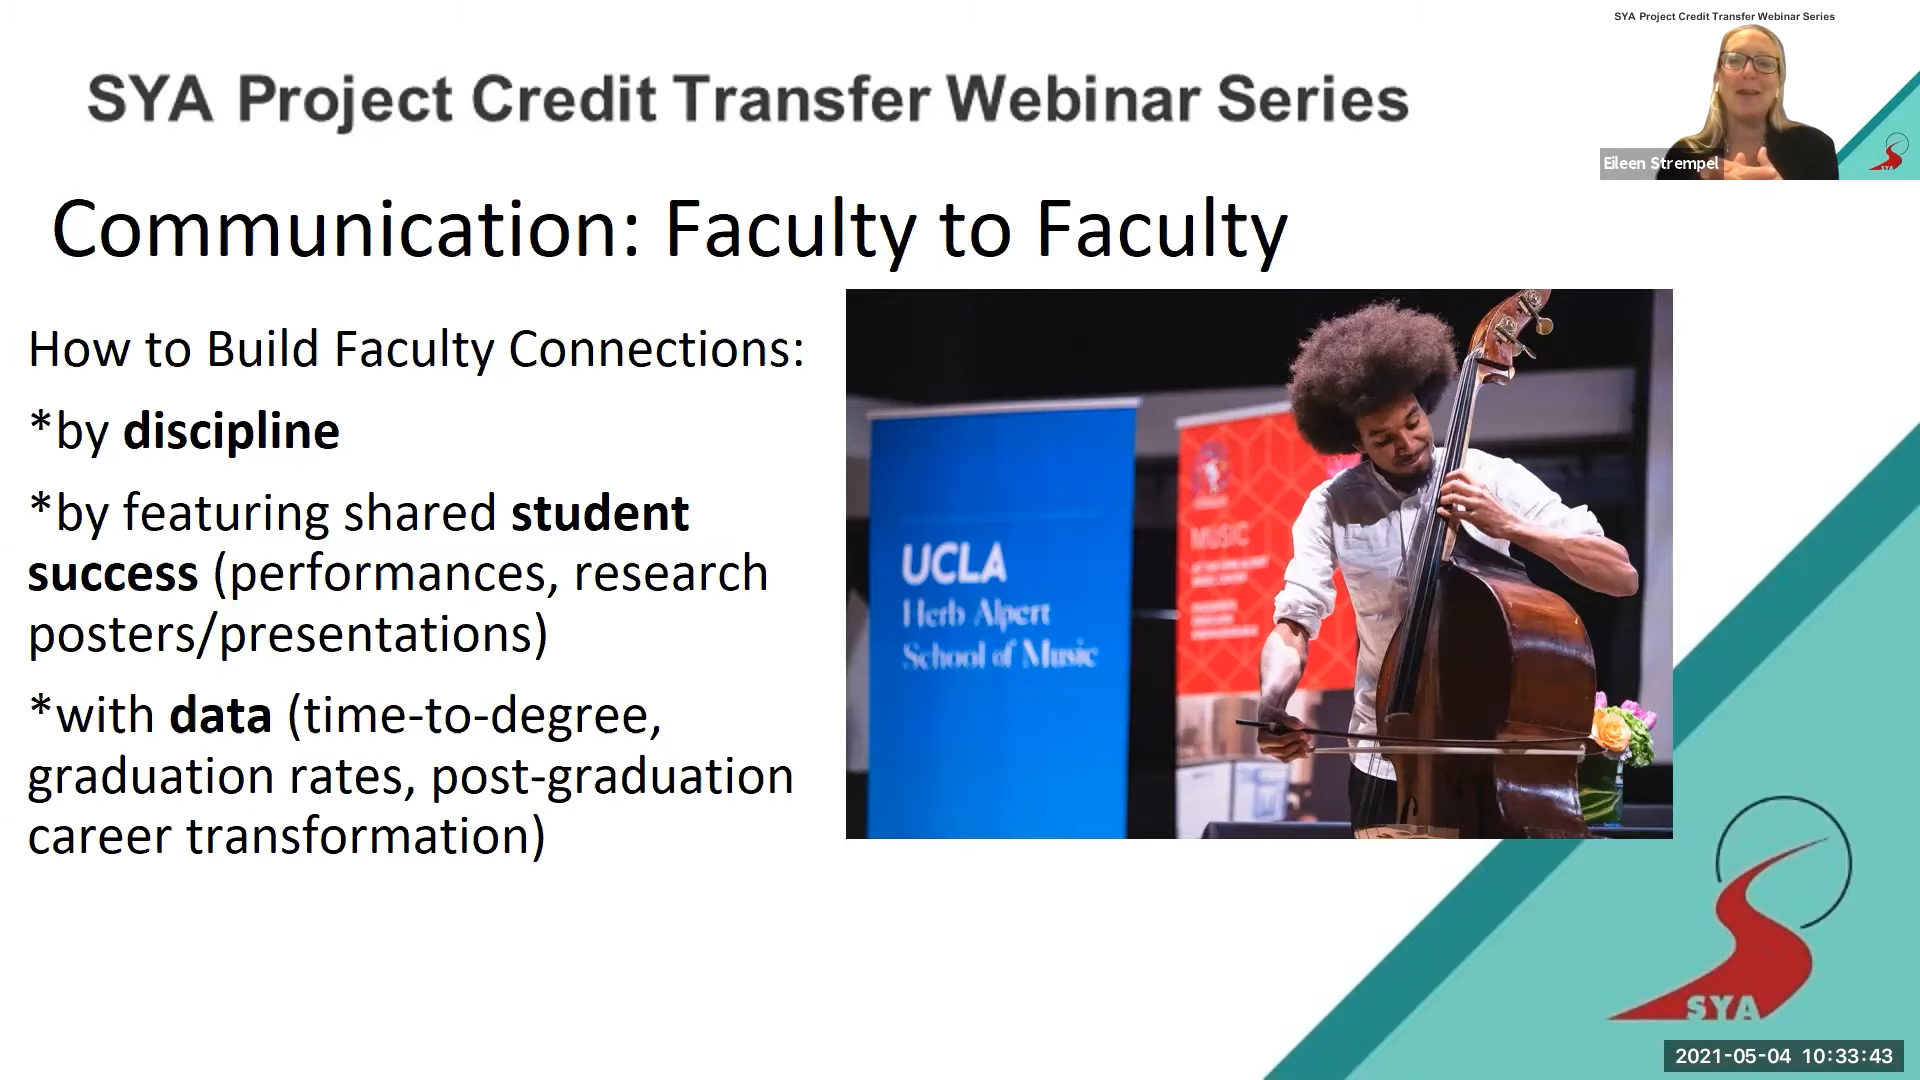 SYA Project Credit Transfer Webinar Series
SYA Project Credit Transfer Webinar Series
Eileen Strempel
Communication: Faculty to Faculty
How to Build Faculty Connections:
*by discipline
*by featuring shared student
success (performances, research
posters/presentations)
*with data (time-to-degree,
graduation rates, post-graduation
career transformation)
UCLA
Herb Alpert
School of Music
MUSIC
SYA
2021-05-04 10:33:43